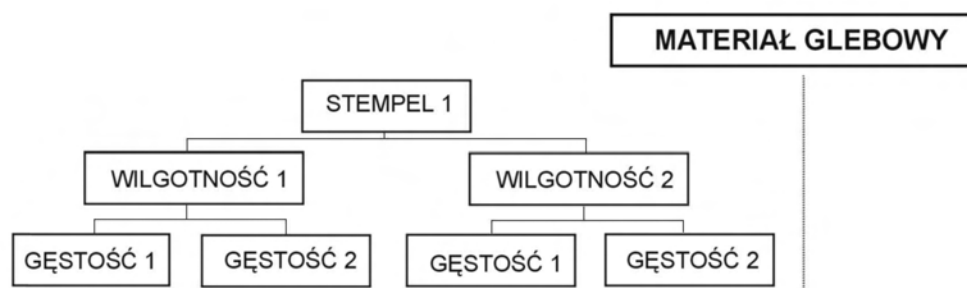 MATERIAŁ GLEBOWY
STEMPEL 1
WILGOTNOŚĆ 1
WILGOTNOŚĆ 2
GĘSTOŚĆ 1
GĘSTOŚĆ 2
GĘSTOŚĆ 1
GĘSTOŚĆ 2